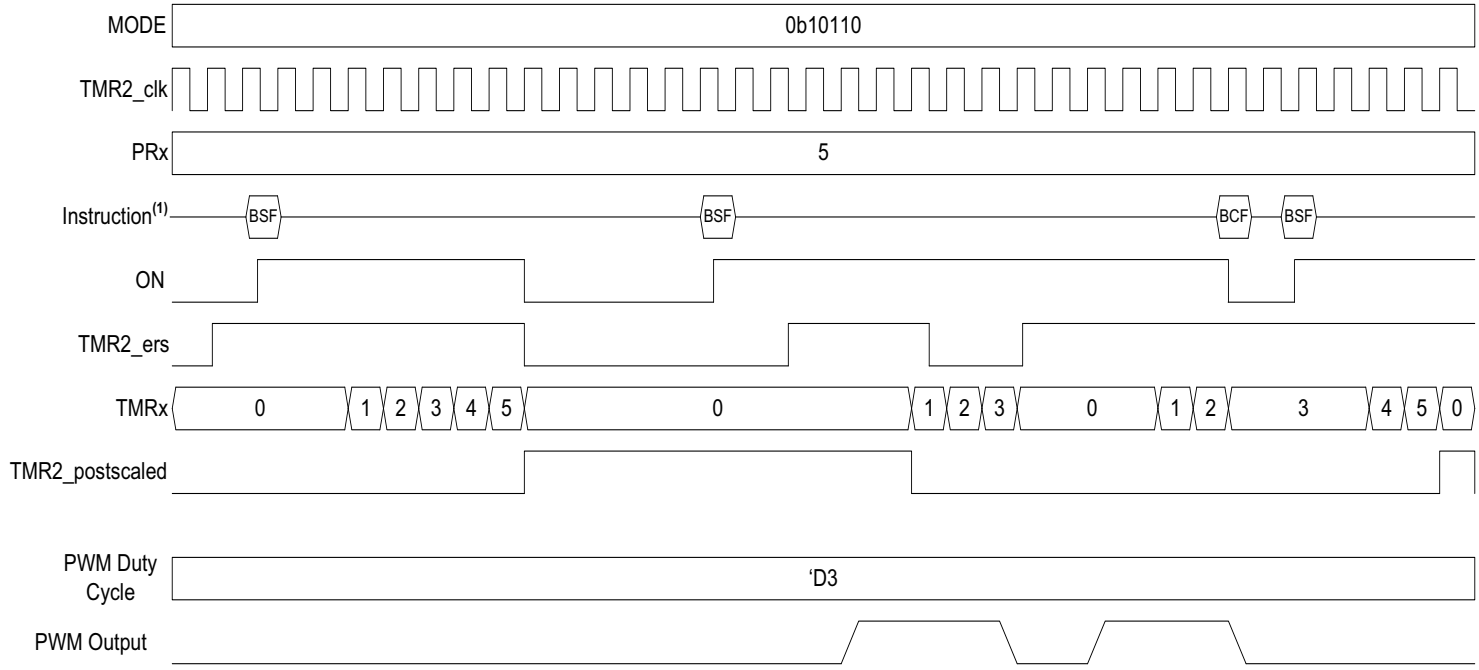 MODE 0b10110
TMR2_clk
PRx 5
Instruction(1) BSF BSF BCF BSF
ON
TMR2_ers
TMRx 0 1 2 3 4 5 0 1 2 3 0 1 2 3 4 5 0
TMR2_postscaled
PWM Duty
Cycle
‘D3
PWM Output